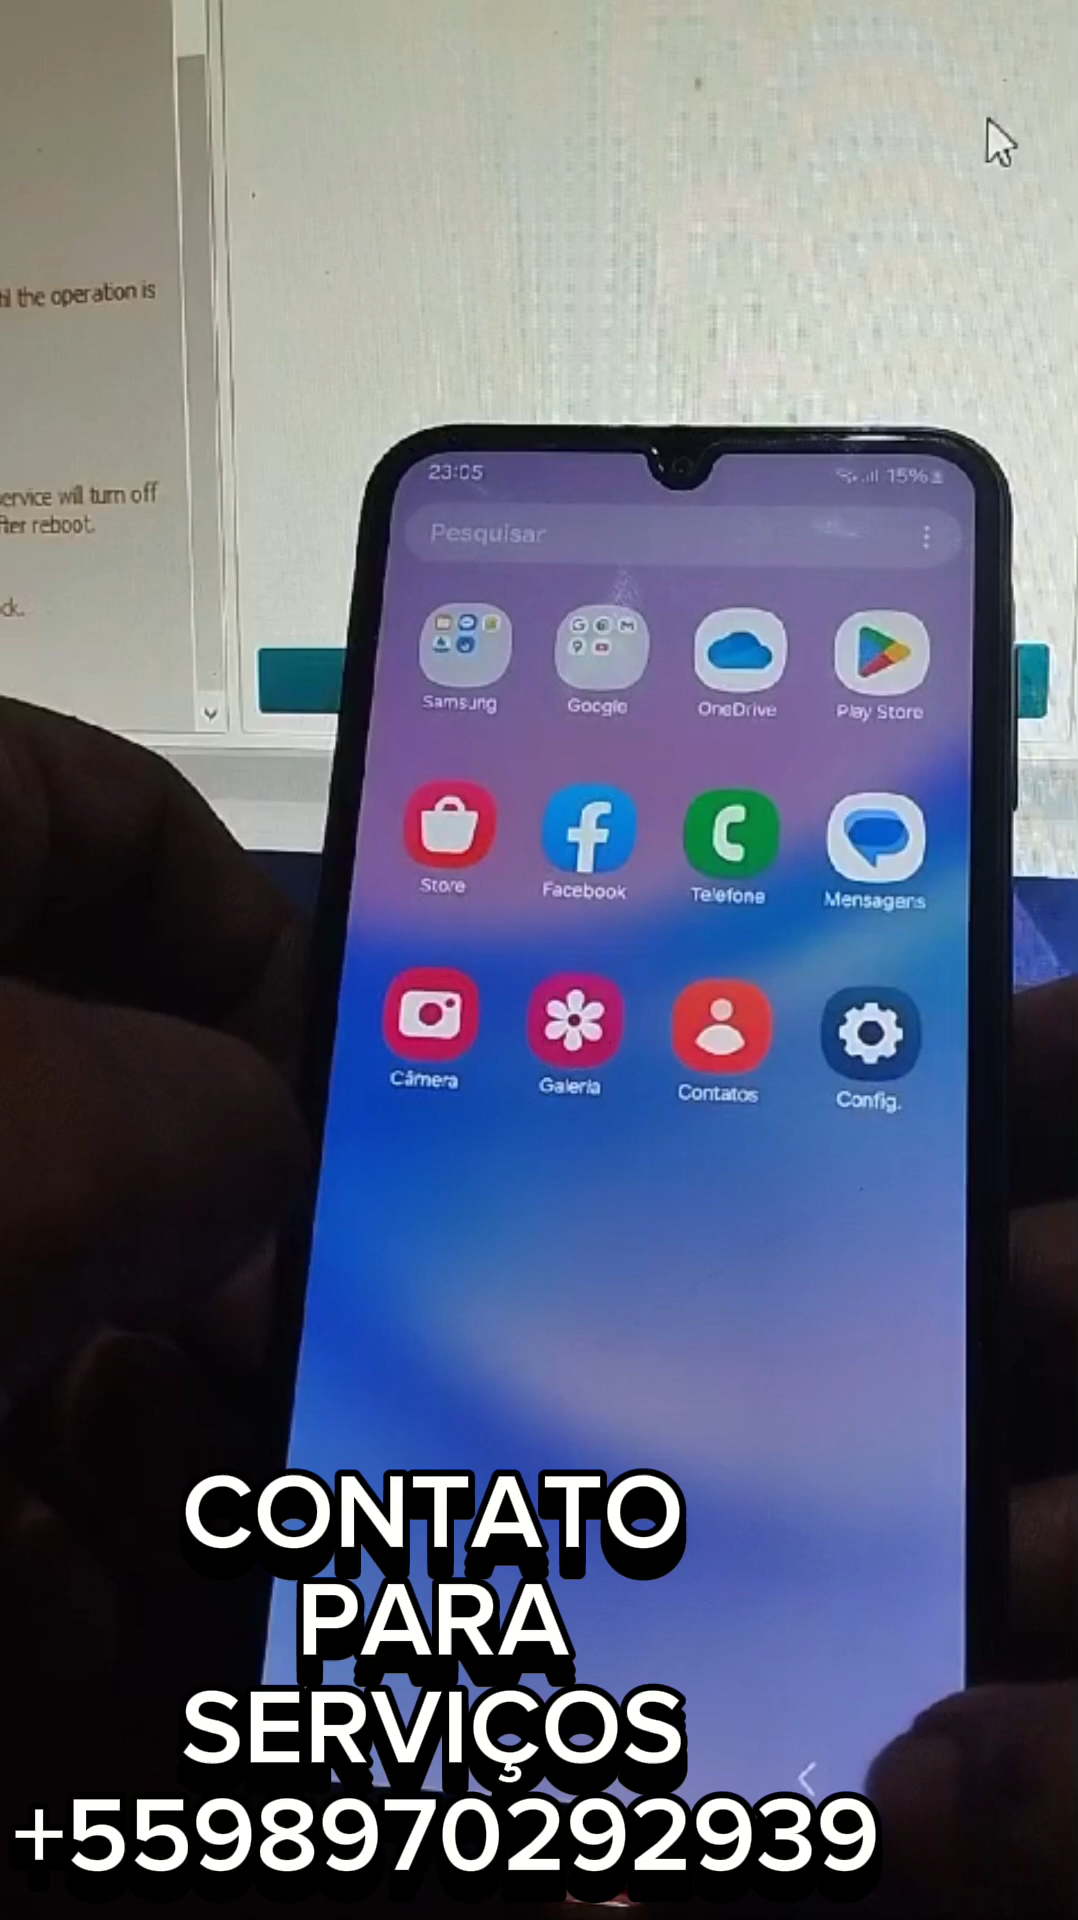 til the operation is
ervice will turn off
fter reboot.
ck.
23:05
15%
Pesquisar
Samsung
Google
OneDrive
Play Store
Store
Facebook
Telefone
Mensagens
Câmera
Galeria
Contatos
Config.
CONTATO
PARA
SERVIÇOS
+5598970292939